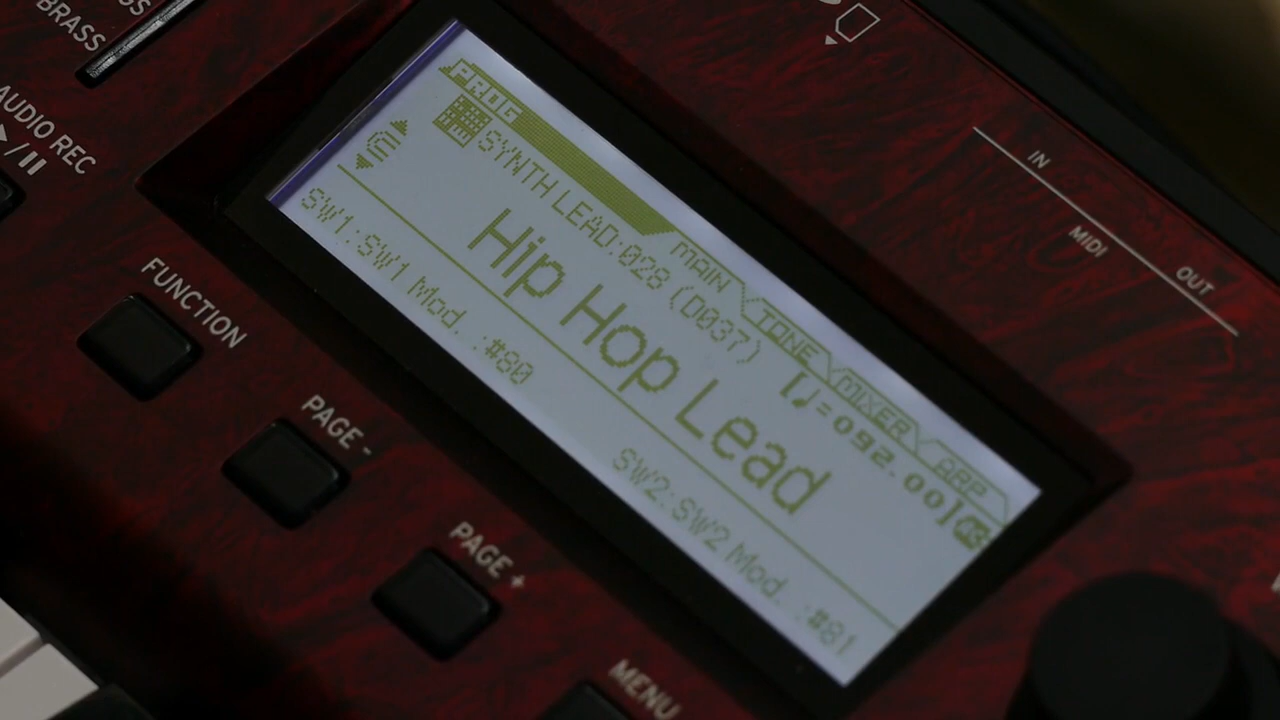 BRASS
AUDIO REC
FUNCTION
PAGE -
PAGE +
MENU
PROG
MAIN
TONE
MIXER
ARP
SYNTH LEAD:028 (D037)
[♩=092.00]
Hip Hop Lead
SW1:SW1 Mod. :#80
SW2:SW2 Mod. :#81
IN
MIDI
OUT